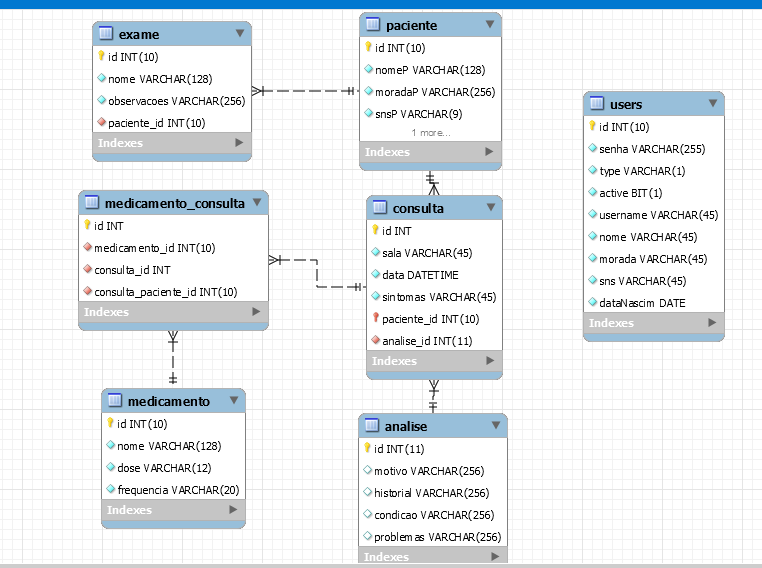 exame
id INT(10)
nome VARCHAR(128)
observacoes VARCHAR(256)
paciente_id INT(10)
Indexes
paciente
id INT(10)
nomeP VARCHAR(128)
moradaP VARCHAR(256)
snsP VARCHAR(9)
1 more...
Indexes
users
id INT(10)
senha VARCHAR(255)
type VARCHAR(1)
active BIT(1)
username VARCHAR(45)
nome VARCHAR(45)
morada VARCHAR(45)
sns VARCHAR(45)
dataNascim DATE
Indexes
medicamento_consulta
id INT
medicamento_id INT(10)
consulta_id INT
consulta_paciente_id INT(10)
Indexes
consulta
id INT
sala VARCHAR(45)
data DATETIME
sintomas VARCHAR(45)
paciente_id INT(10)
analise_id INT(11)
Indexes
medicamento
id INT(10)
nome VARCHAR(128)
dose VARCHAR(12)
frequencia VARCHAR(20)
Indexes
analise
id INT(11)
motivo VARCHAR(256)
historial VARCHAR(256)
condicao VARCHAR(256)
problemas VARCHAR(256)
Indexes